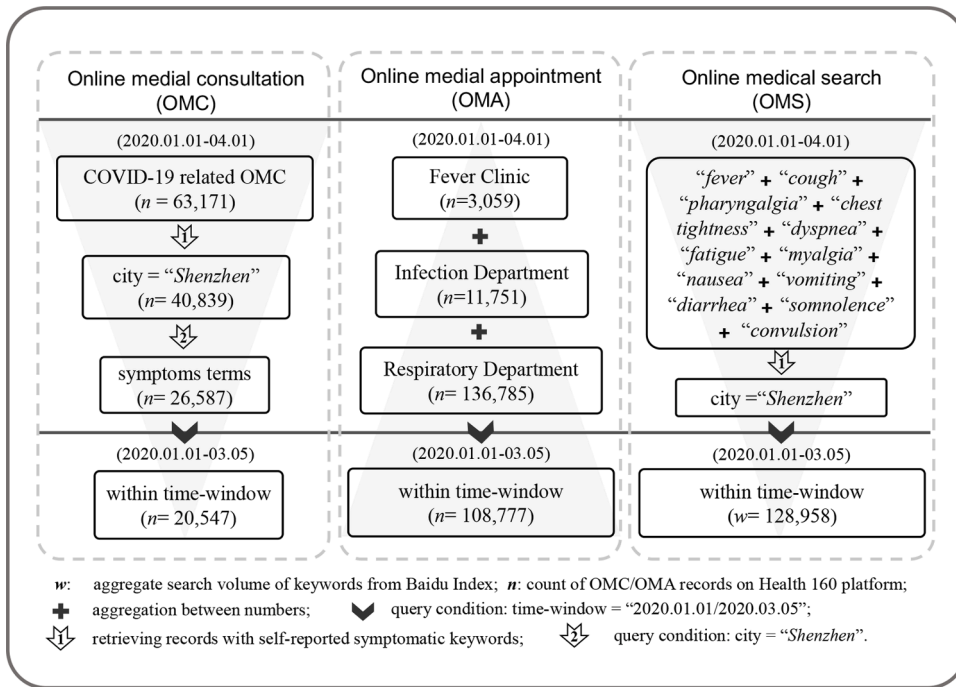 Online medial consultation
(OMC)
(2020.01.01-04.01)
COVID-19 related OMC
(n = 63,171)
1
city = “Shenzhen”
(n= 40,839)
2
symptoms terms
(n= 26,587)
(2020.01.01-03.05)
within time-window
(n= 20,547)
Online medial appointment
(OMA)
(2020.01.01-04.01)
Fever Clinic
(n=3,059)
+
Infection Department
(n=11,751)
+
Respiratory Department
(n= 136,785)
(2020.01.01-03.05)
within time-window
(n= 108,777)
Online medical search
(OMS)
(2020.01.01-04.01)
“fever” + “cough” +
“pharyngalgia” + “chest
tightness” + “dyspnea” +
“fatigue” + “myalgia” +
“nausea” + “vomiting” +
“diarrhea” + “somnolence”
+ “convulsion”
1
city =“Shenzhen”
(2020.01.01-03.05)
within time-window
(w= 128,958)
w: aggregate search volume of keywords from Baidu Index; n: count of OMC/OMA records on Health 160 platform;
+ aggregation between numbers; query condition: time-window = “2020.01.01/2020.03.05”;
1 retrieving records with self-reported symptomatic keywords; 2 query condition: city = “Shenzhen”.